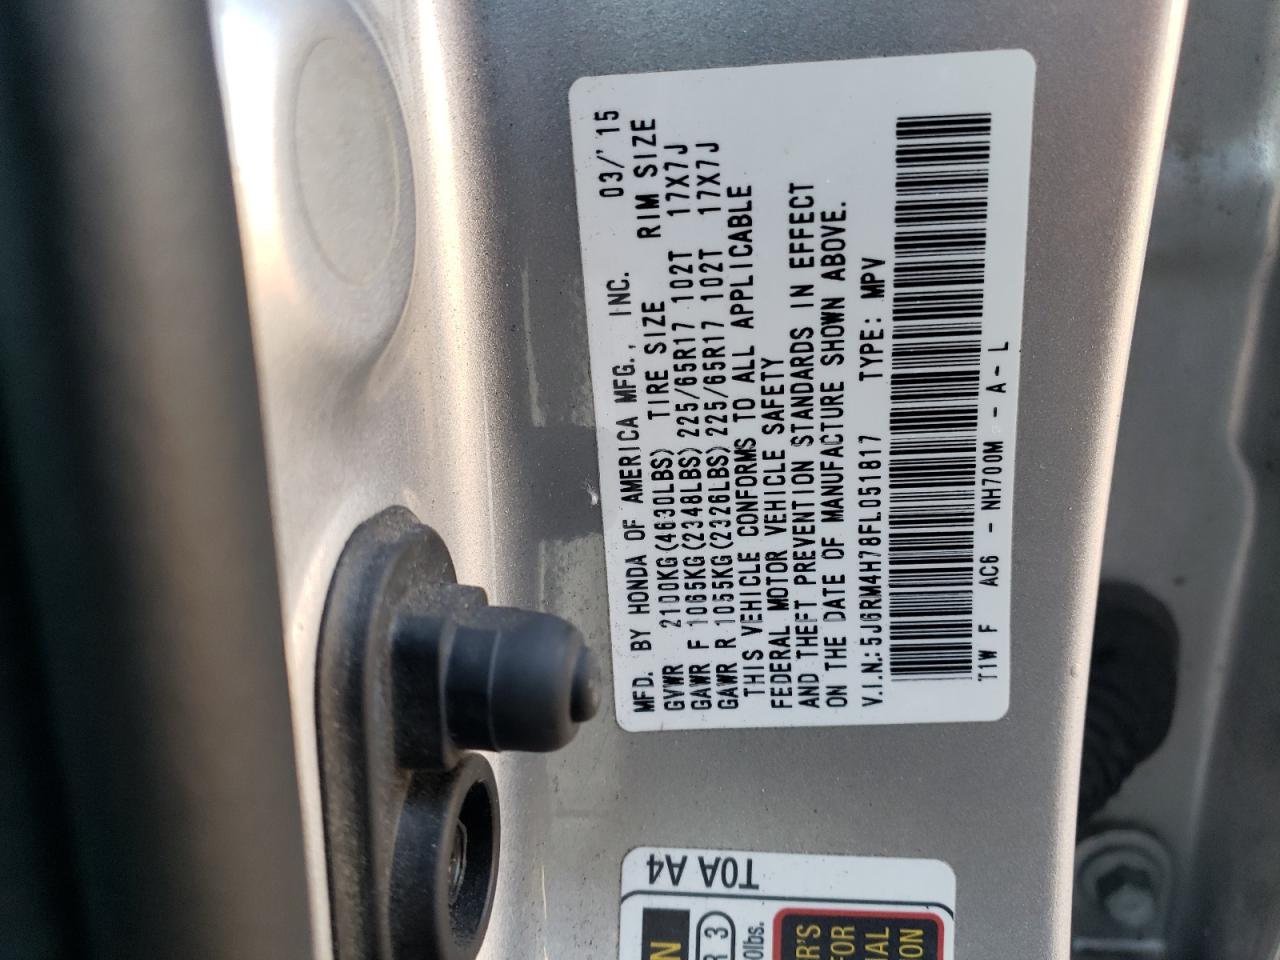 MFD. BY HONDA OF AMERICA MFG., INC. 03/'15
GVWR 2100KG(4630LBS) TIRE SIZE RIM SIZE
GAWR F 1065KG(2348LBS) 225/65R17 102T 17X7J
GAWR R 1055KG(2326LBS) 225/65R17 102T 17X7J
THIS VEHICLE CONFORMS TO ALL APPLICABLE
FEDERAL MOTOR VEHICLE SAFETY
AND THEFT PREVENTION STANDARDS IN EFFECT
ON THE DATE OF MANUFACTURE SHOWN ABOVE.
V.I.N.: 5J6RM4H78FL051817 TYPE: MPV
T1W F AC6 - NH700M - A - L
T0A A4